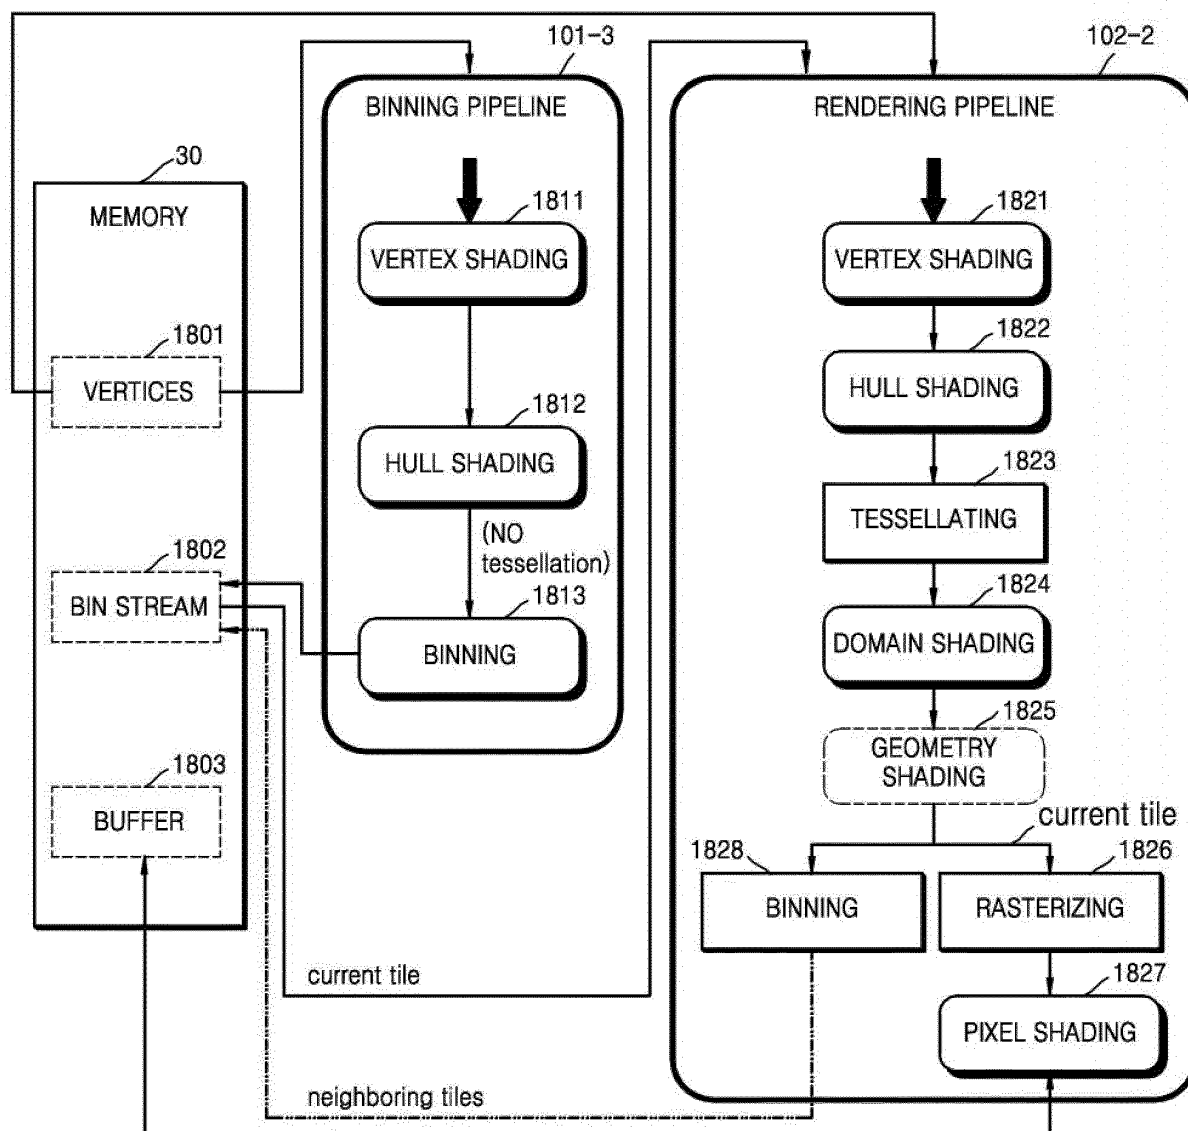 101-3
102-2
BINNING PIPELINE
RENDERING PIPELINE
30
MEMORY
1811
VERTEX SHADING
1821
VERTEX SHADING
1801
VERTICES
1822
HULL SHADING
1812
HULL SHADING
1823
TESSELLATING
(NO
tessellation)
1802
BIN STREAM
1813
BINNING
1824
DOMAIN SHADING
1825
GEOMETRY
SHADING
1803
BUFFER
current tile
1828
BINNING
1826
RASTERIZING
current tile
1827
PIXEL SHADING
neighboring tiles